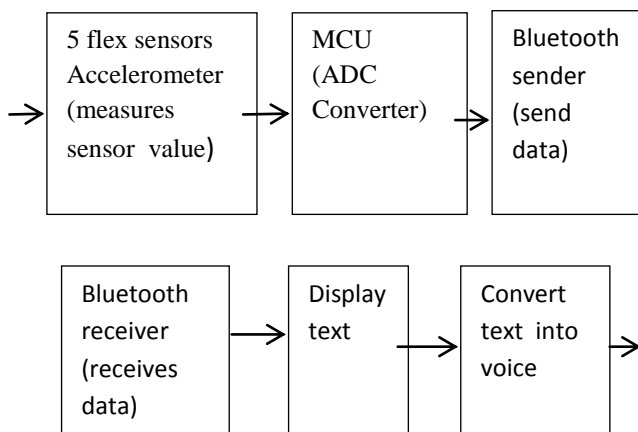 5 flex sensors
Accelerometer
(measures
sensor value)
MCU
(ADC
Converter)
Bluetooth
sender
(send
data)
Bluetooth
receiver
(receives
data)
Display
text
Convert
text into
voice